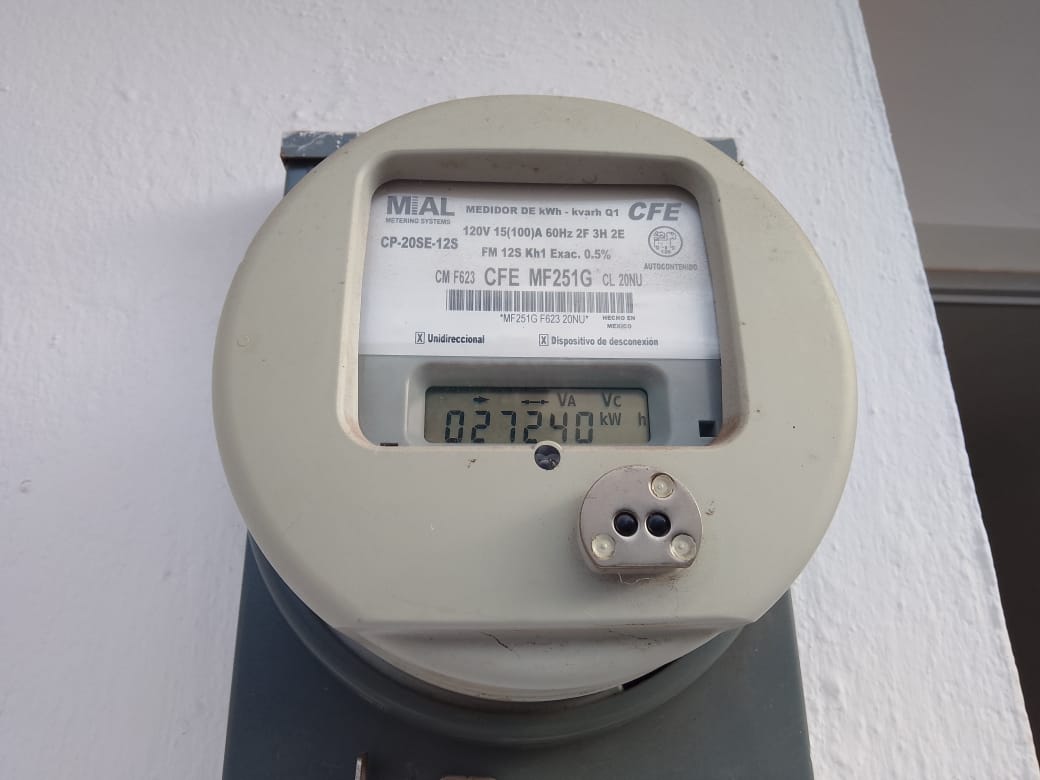 MIAL
METERING SYSTEMS
MEDIDOR DE kWh - kvarh Q1
CFE
120V 15(100)A 60Hz 2F 3H 2E
CP-20SE-12S
FM 12S Kh1 Exac. 0.5%
AUTOCONTENIDO
CM F623 CFE MF251G CL 20NU
*MF251G F623 20NU*
HECHO EN
MEXICO
X Unidireccional
X Dispositivo de desconexión
VA VC
027240 kW h